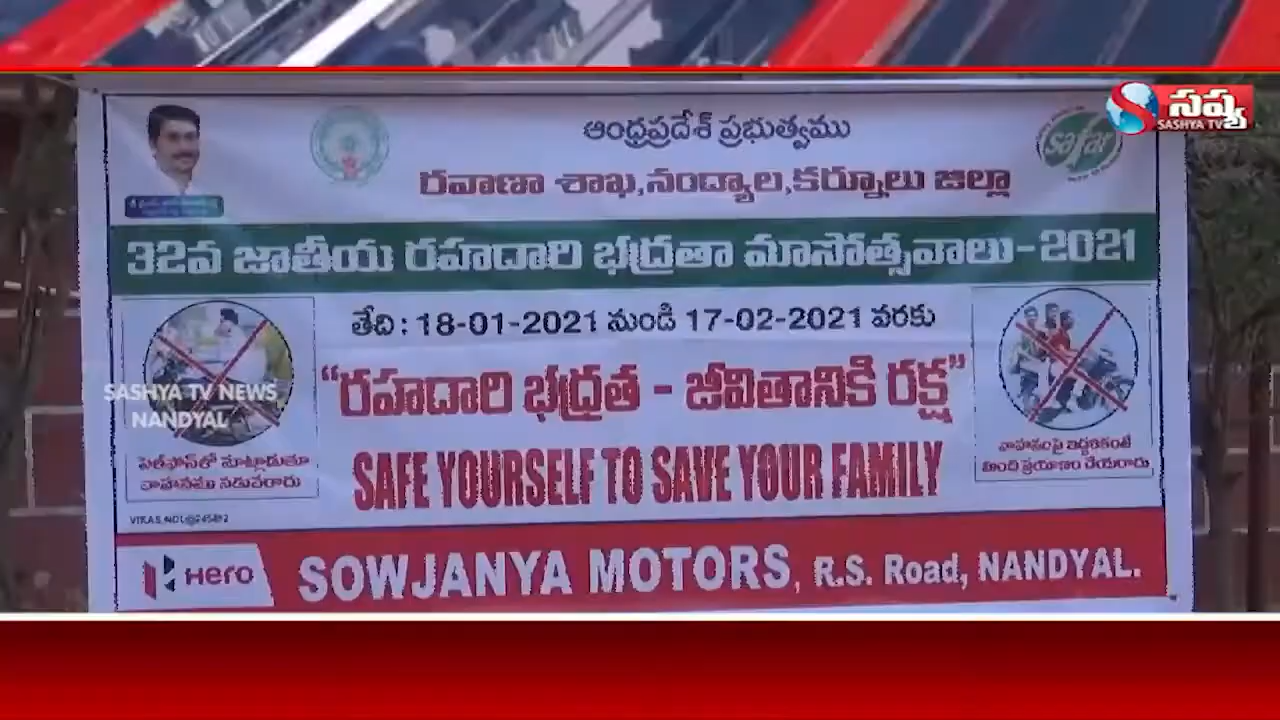 సష్య
SASHYA TV
ఆంధ్రప్రదేశ్ ప్రభుత్వము
safar
రవాణా శాఖ,నంద్యాల,కర్నూలు జిల్లా
32వ జాతీయ రహదారి భద్రతా మాసోత్సవాలు-2021
తేది : 18-01-2021 నుండి 17-02-2021 వరకు
"రహదారి భద్రత - జీవితానికి రక్ష"
SAFE YOURSELF TO SAVE YOUR FAMILY
SASHYA TV NEWS
NANDYAL
సెల్‌ఫోన్‌లో మాట్లాడుతూ
వాహనము నడుపరాదు
వాహనంపై ఇద్దరికంటే
మించి ప్రయాణం చేయరాదు
Hero
SOWJANYA MOTORS, R.S. Road, NANDYAL.